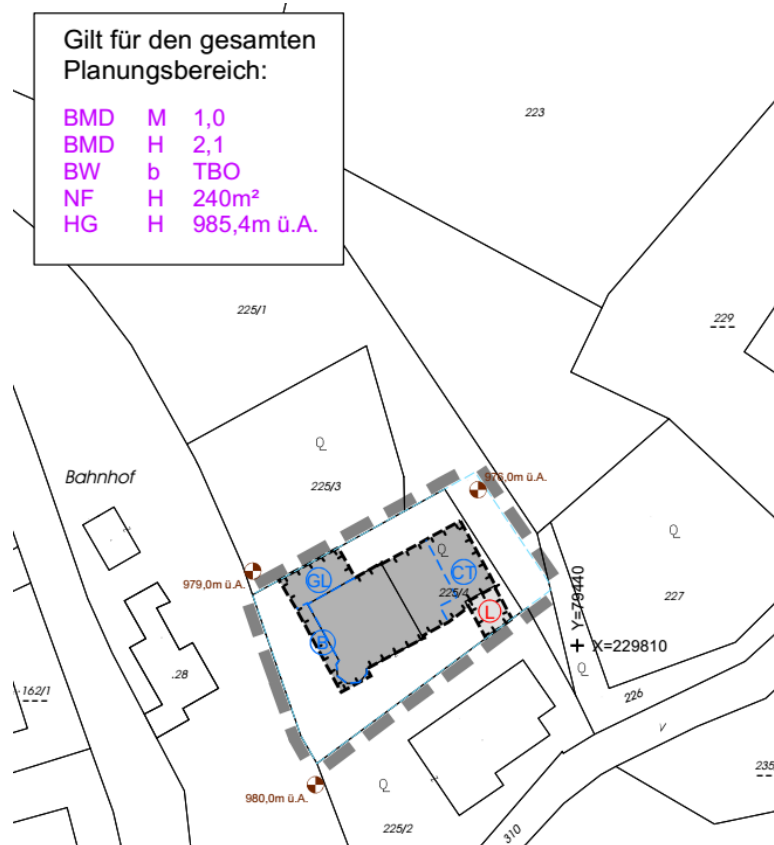 Gilt für den gesamten
Planungsbereich:
BMD M 1,0
BMD H 2,1
BW b TBO
NF H 240m²
HG H 985,4m ü.A.
223
225/1
229
Bahnhof
Q
225/3
976,0m ü.A.
Q
979,0m ü.A.
GL
Q
CT
225/4
Y=79440
227
L
X=229810
Q
.28
162/1
226
V
235
980,0m ü.A.
Q
225/2
310